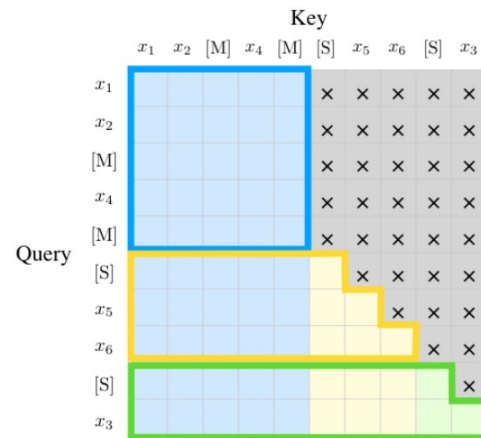 Key
x₁ x₂ [M] x₄ [M] [S] x₅ x₆ [S] x₃
x₁ × × × × ×
x₂ × × × × ×
[M] × × × × ×
x₄ × × × × ×
[M] × × × × ×
Query
[S] × × × ×
x₅ × × ×
x₆ × ×
[S] ×
x₃